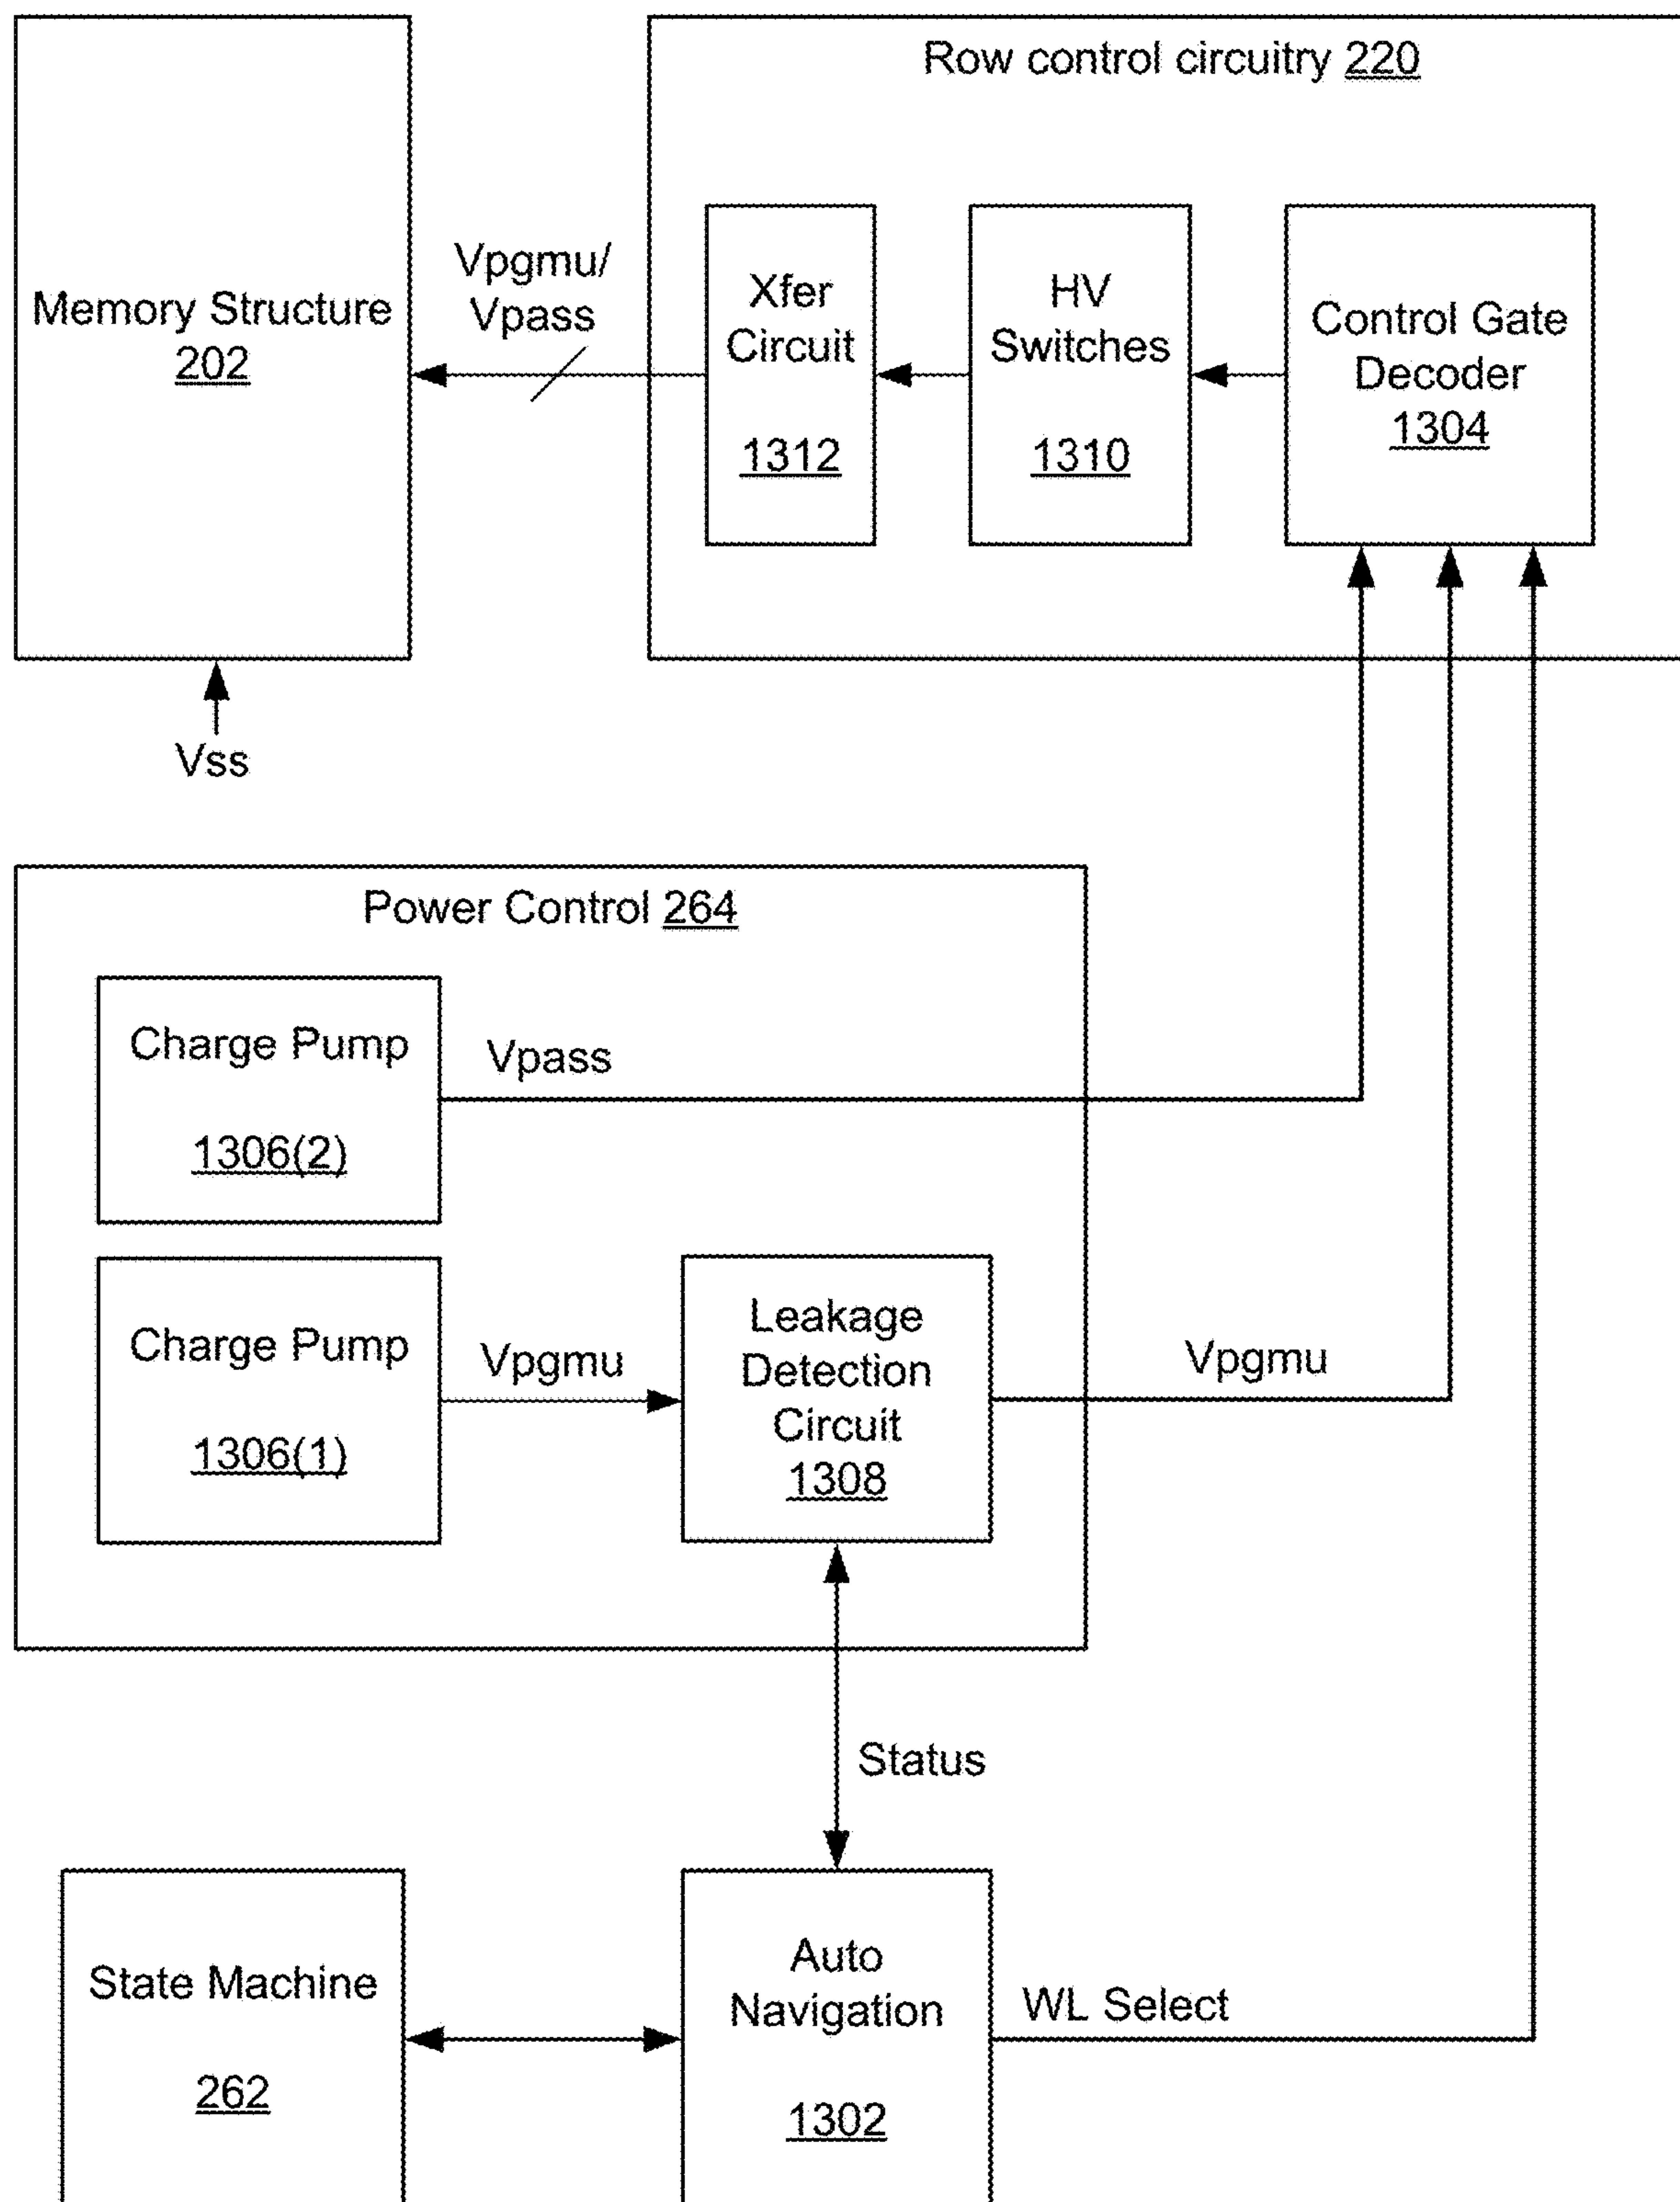 Row control circuitry 220
Memory Structure
202
Vpgmu/
Vpass
Xfer
Circuit
1312
HV
Switches
1310
Control Gate
Decoder
1304
Vss
Power Control 264
Charge Pump
1306(2)
Vpass
Charge Pump
1306(1)
Vpgmu
Leakage
Detection
Circuit
1308
Vpgmu
Status
State Machine
262
Auto
Navigation
1302
WL Select